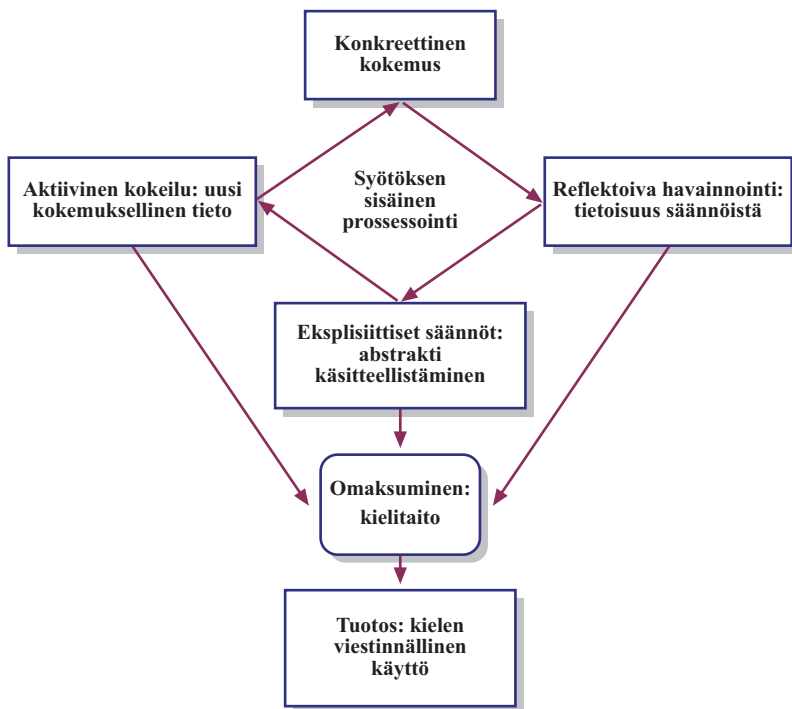 Konkreettinen
kokemus
Aktiivinen kokeilu: uusi
kokemuksellinen tieto
Syötöksen
sisäinen
prossessointi
Reflektoiva havainnointi:
tietoisuus säännöistä
Eksplisiittiset säännöt:
abstrakti
käsitteellistäminen
Omaksuminen:
kielitaito
Tuotos: kielen
viestinnällinen
käyttö